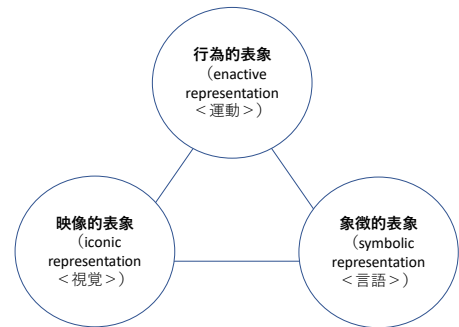 行為的表象
（enactive
representation
＜運動＞）
映像的表象
（iconic
representation
＜視覚＞）
象徴的表象
（symbolic
representation
＜言語＞）